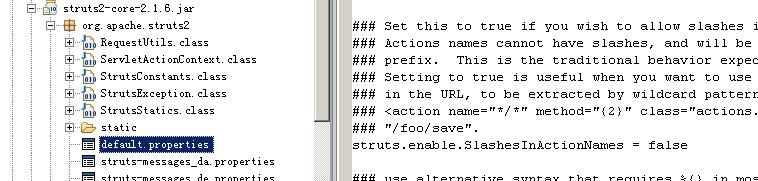 struts2-core-2.1.6.jar
org.apache.struts2
RequestUtils.class
ServletActionContext.class
StrutsConstants.class
StrutsException.class
StrutsStatics.class
static
default.properties
struts-messages_da.properties
struts-messages_de.properties
### Set this to true if you wish to allow slashes i
### Actions names cannot have slashes, and will be
### prefix.  This is the traditional behavior expec
### Setting to true is useful when you want to use
### in the URL, to be extracted by wildcard pattern
### <action name="*/*" method="{2}" class="actions.
### "/foo/save".
struts.enable.SlashesInActionNames = false
### use alternative syntax that requires %{} in mos